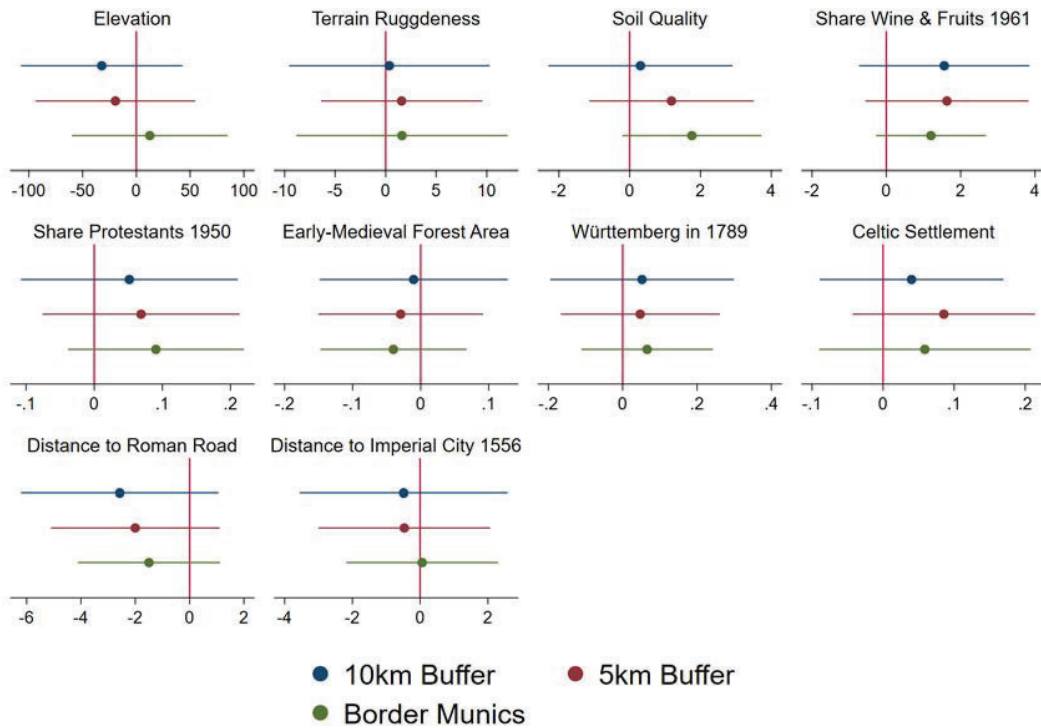 Elevation
Terrain Ruggdeness
Soil Quality
Share Wine & Fruits 1961
-100 -50 0 50 100
-10 -5 0 5 10
-2 0 2 4
-2 0 2 4
Share Protestants 1950
Early-Medieval Forest Area
Württemberg in 1789
Celtic Settlement
-.1 0 .1 .2
-.2 -.1 0 .1
-.2 0 .2 .4
-.1 0 .1 .2
Distance to Roman Road
Distance to Imperial City 1556
-6 -4 -2 0 2
-4 -2 0 2
10km Buffer
5km Buffer
Border Munics